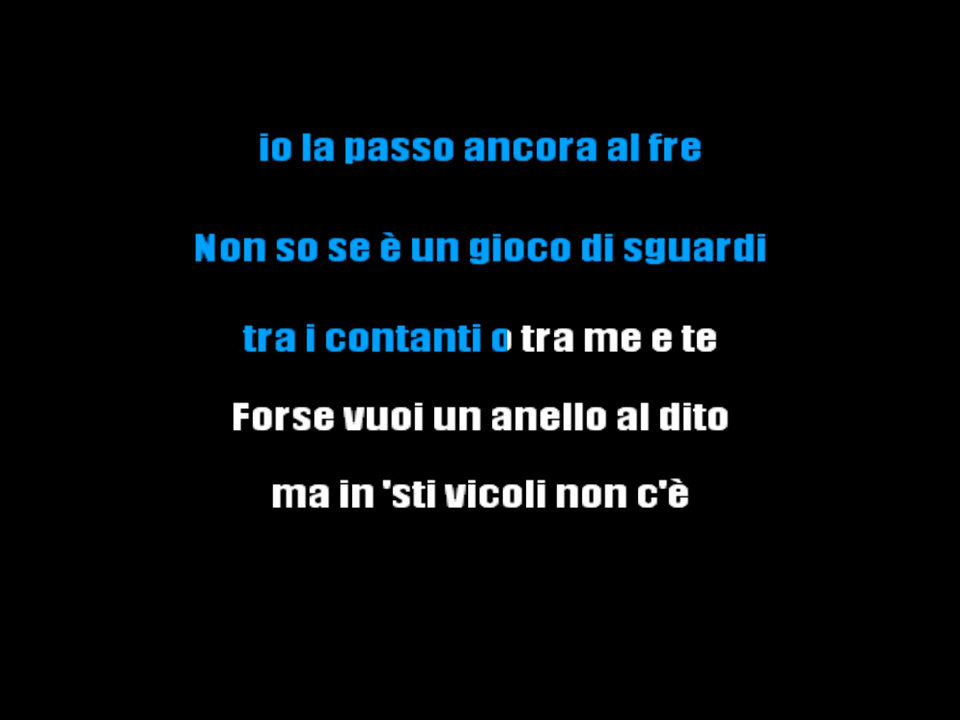 io la passo ancora al fre
Non so se è un gioco di sguardi
tra i contanti o tra me e te
Forse vuoi un anello al dito
ma in 'sti vicoli non c'è